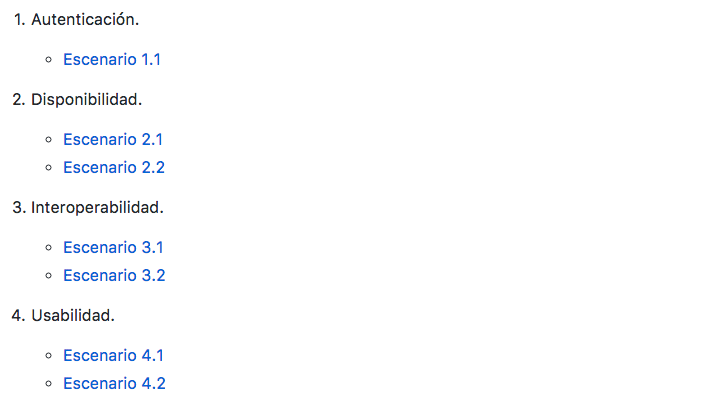 1. Autenticación.
Escenario 1.1
2. Disponibilidad.
Escenario 2.1
Escenario 2.2
3. Interoperabilidad.
Escenario 3.1
Escenario 3.2
4. Usabilidad.
Escenario 4.1
Escenario 4.2